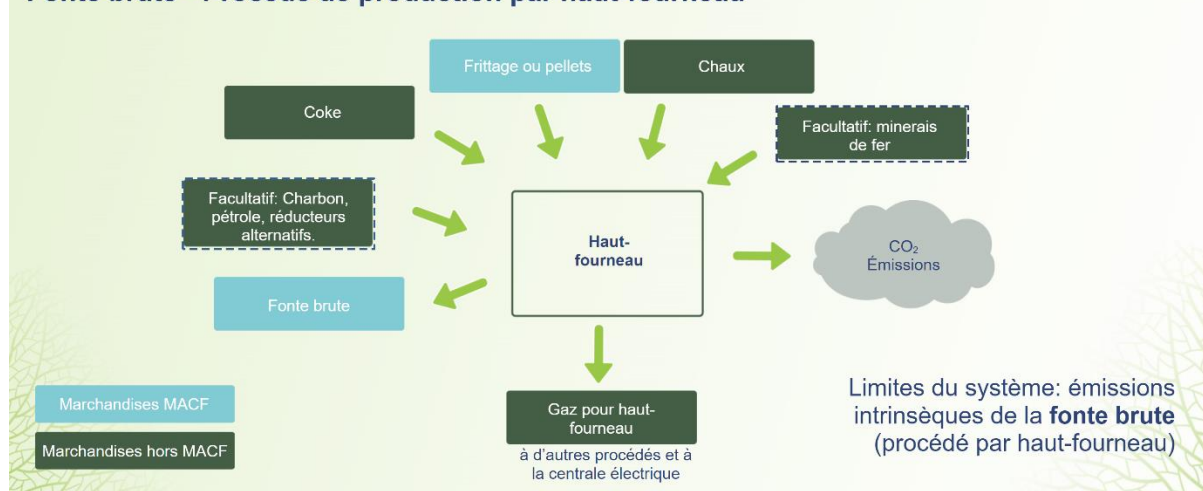 Frittage ou pellets
Chaux
Coke
Facultatif: minerais
de fer
Facultatif: Charbon,
pétrole, réducteurs
alternatifs.
Haut-
fourneau
CO₂
Émissions
Fonte brute
Marchandises MACF
Marchandises hors MACF
Gaz pour haut-
fourneau
à d'autres procédés et à
la centrale électrique
Limites du système: émissions
intrinsèques de la fonte brute
(procédé par haut-fourneau)